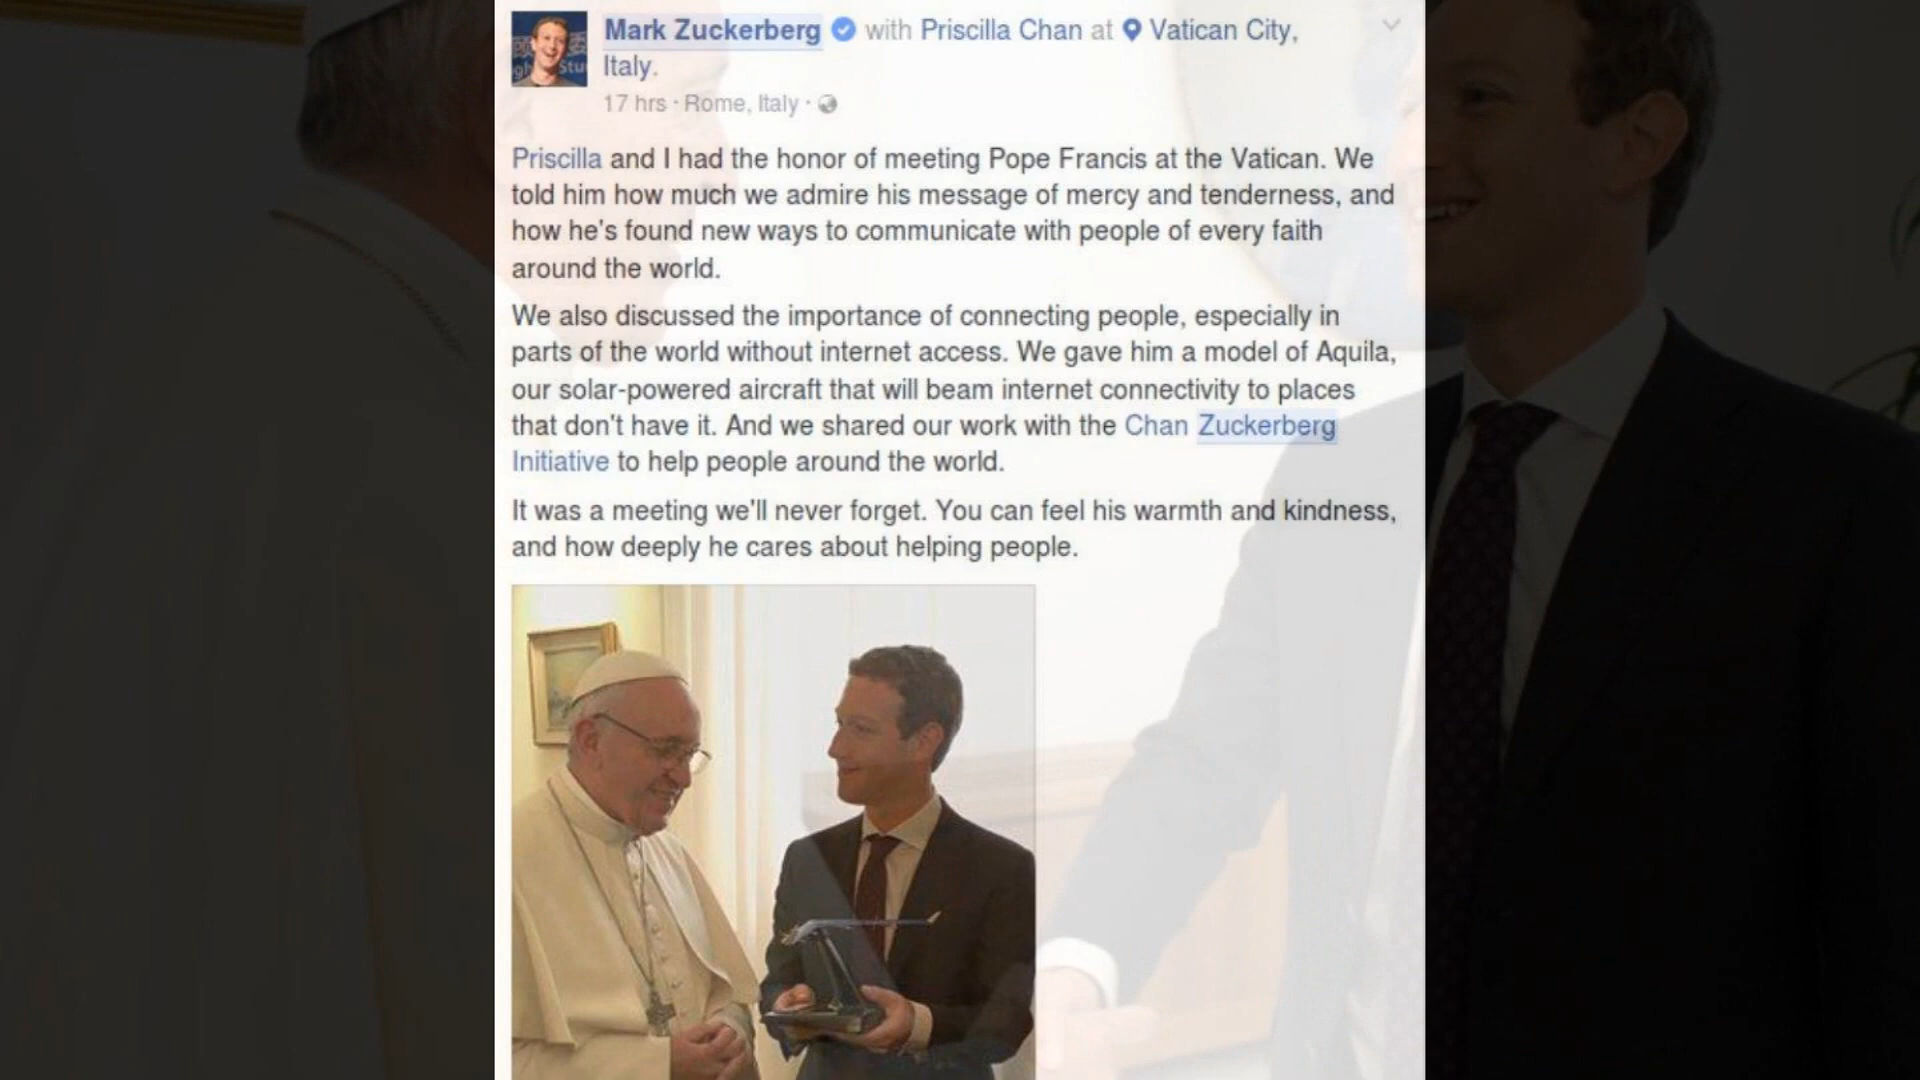 Mark Zuckerberg with Priscilla Chan at Vatican City,
Italy.
17 hrs · Rome, Italy ·
Priscilla and I had the honor of meeting Pope Francis at the Vatican. We
told him how much we admire his message of mercy and tenderness, and
how he's found new ways to communicate with people of every faith
around the world.
We also discussed the importance of connecting people, especially in
parts of the world without internet access. We gave him a model of Aquila,
our solar-powered aircraft that will beam internet connectivity to places
that don't have it. And we shared our work with the Chan Zuckerberg
Initiative to help people around the world.
It was a meeting we'll never forget. You can feel his warmth and kindness,
and how deeply he cares about helping people.